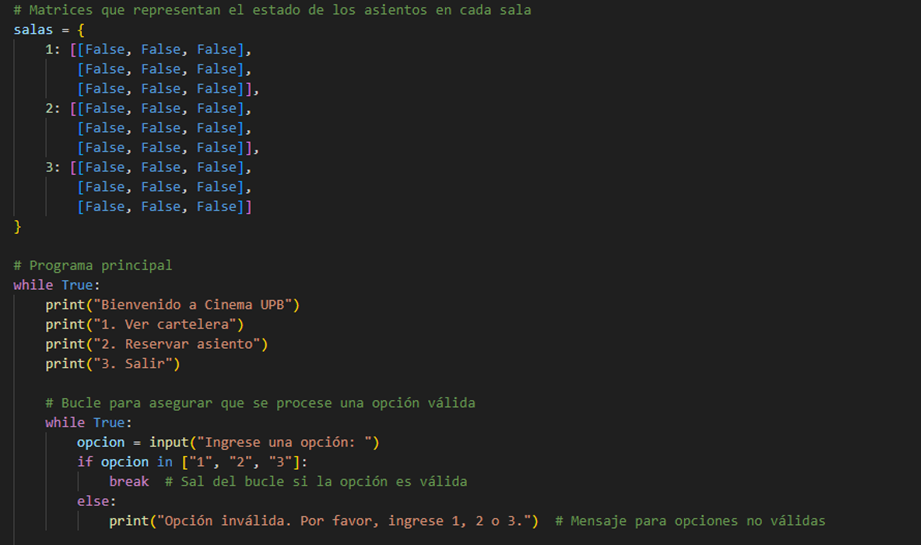 # Matrices que representan el estado de los asientos en cada sala
salas = {
    1: [[False, False, False],
        [False, False, False],
        [False, False, False]],
    2: [[False, False, False],
        [False, False, False],
        [False, False, False]],
    3: [[False, False, False],
        [False, False, False],
        [False, False, False]]
}

# Programa principal
while True:
    print("Bienvenido a Cinema UPB")
    print("1. Ver cartelera")
    print("2. Reservar asiento")
    print("3. Salir")

    # Bucle para asegurar que se procese una opción válida
    while True:
        opcion = input("Ingrese una opción: ")
        if opcion in ["1", "2", "3"]:
            break  # Sal del bucle si la opción es válida
        else:
            print("Opción inválida. Por favor, ingrese 1, 2 o 3.")  # Mensaje para opciones no válidas